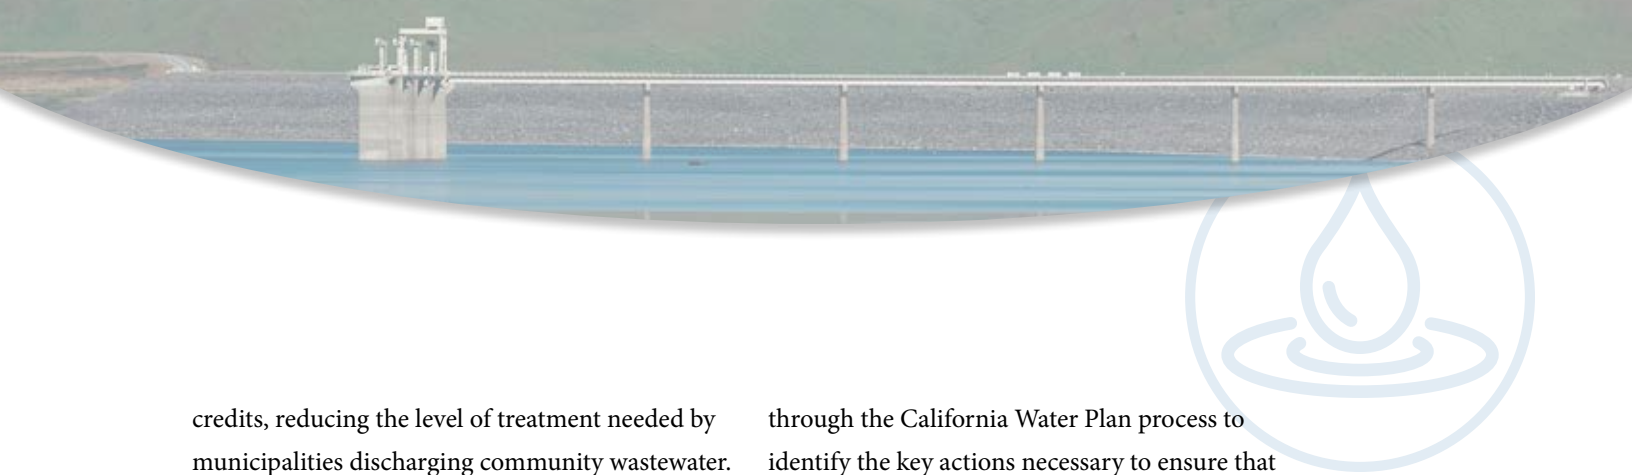 credits, reducing the level of treatment needed by
municipalities discharging community wastewater.
through the California Water Plan process to
identify the key actions necessary to ensure that